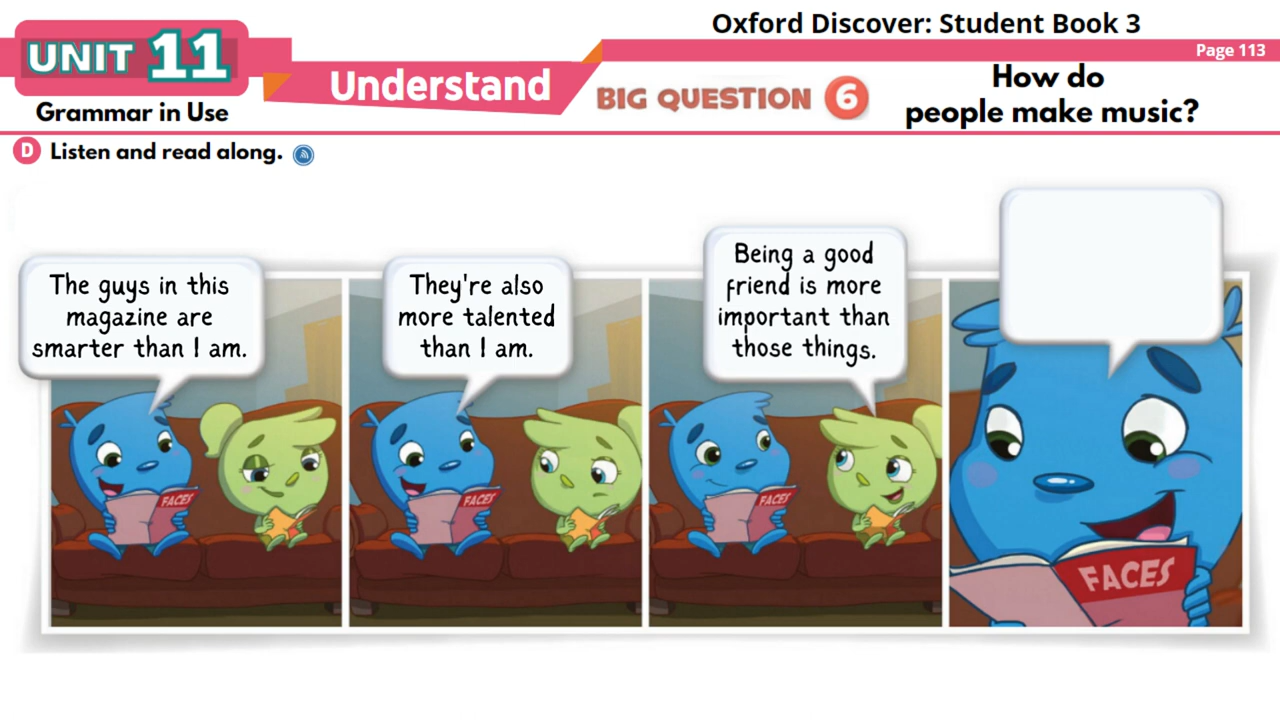 Oxford Discover: Student Book 3
UNIT 11
Page 113
Understand
BIG QUESTION 6
How do
people make music?
Grammar in Use
D Listen and read along.
The guys in this
magazine are
smarter than I am.
They're also
more talented
than I am.
Being a good
friend is more
important than
those things.
FACES
FACES
FACES
FACES